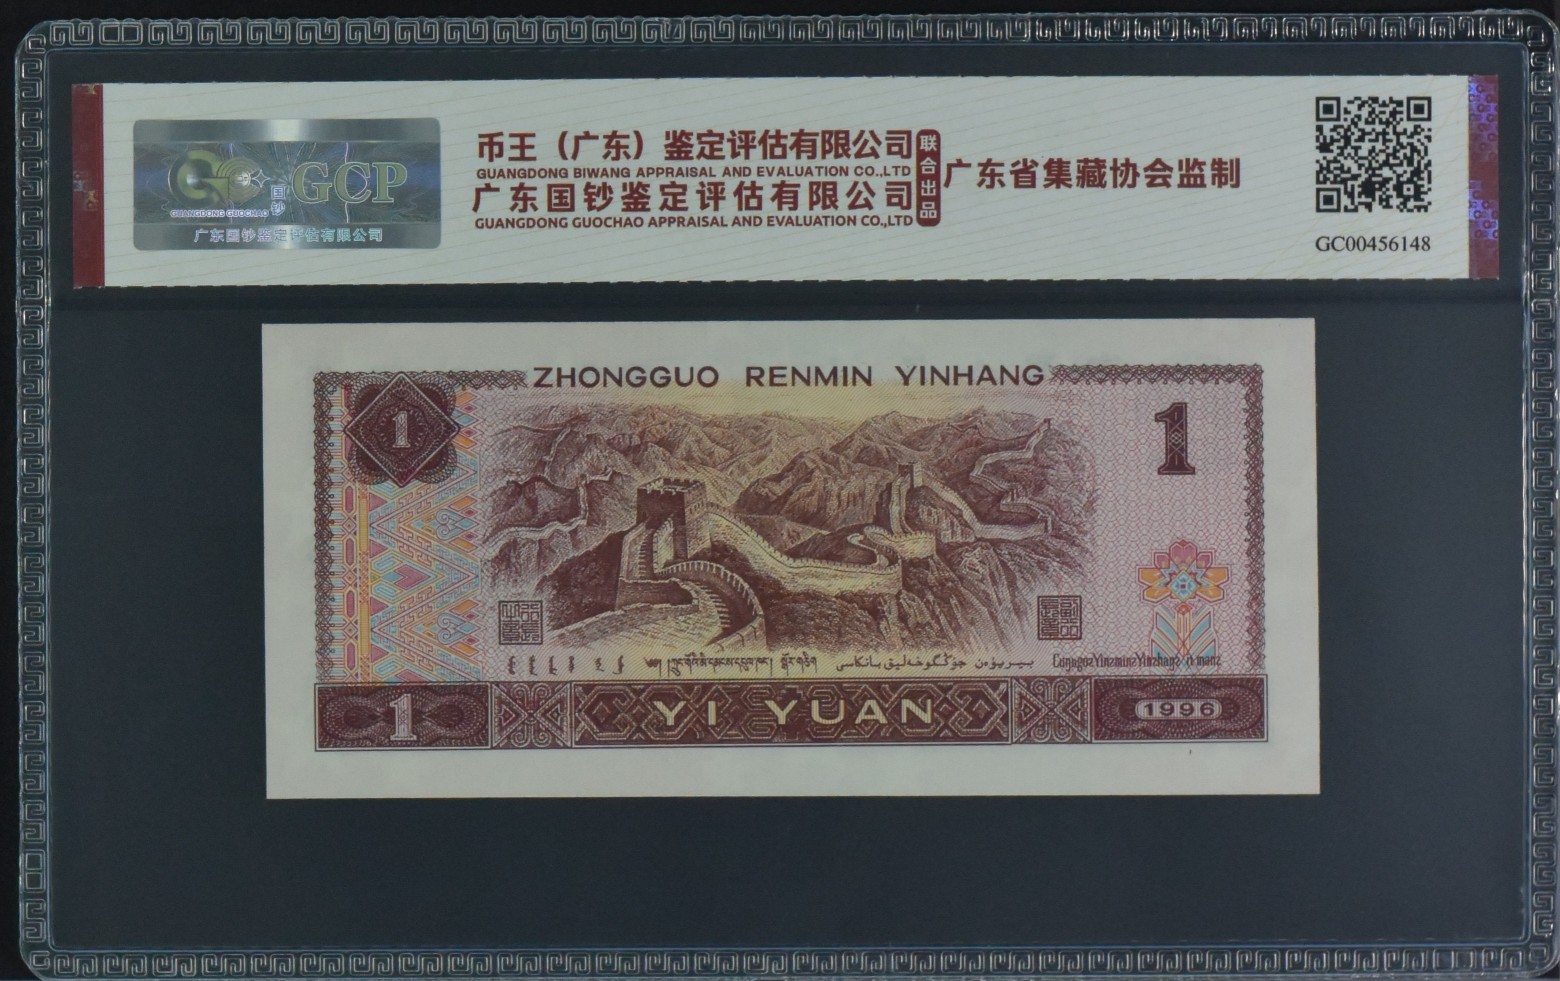 GCP
国钞
GUANGDONG GUOCHAO
广东国钞鉴定评估有限公司
币王（广东）鉴定评估有限公司
GUANGDONG BIWANG APPRAISAL AND EVALUATION CO.,LTD
广东国钞鉴定评估有限公司
GUANGDONG GUOCHAO APPRAISAL AND EVALUATION CO.,LTD
联合出品
广东省集藏协会监制
GC00456148
ZHONGGUO RENMIN YINHANG
1
1
1
YI YUAN
1996